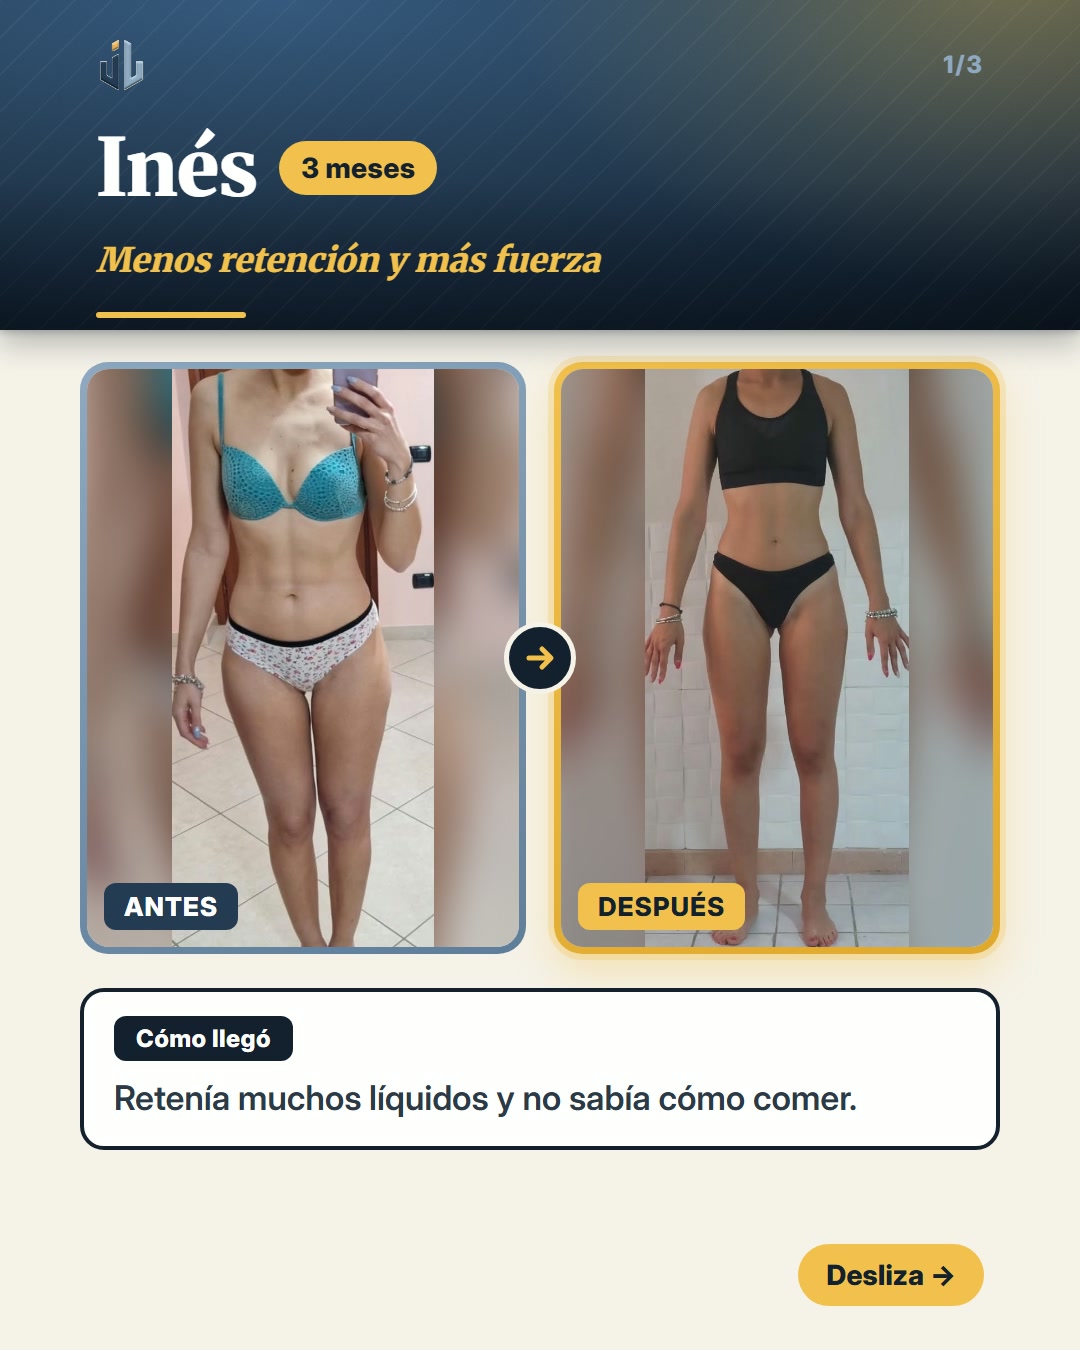 1/3
Inés
3 meses
Menos retención y más fuerza
ANTES
DESPUÉS
Cómo llegó
Retenía muchos líquidos y no sabía cómo comer.
Desliza →